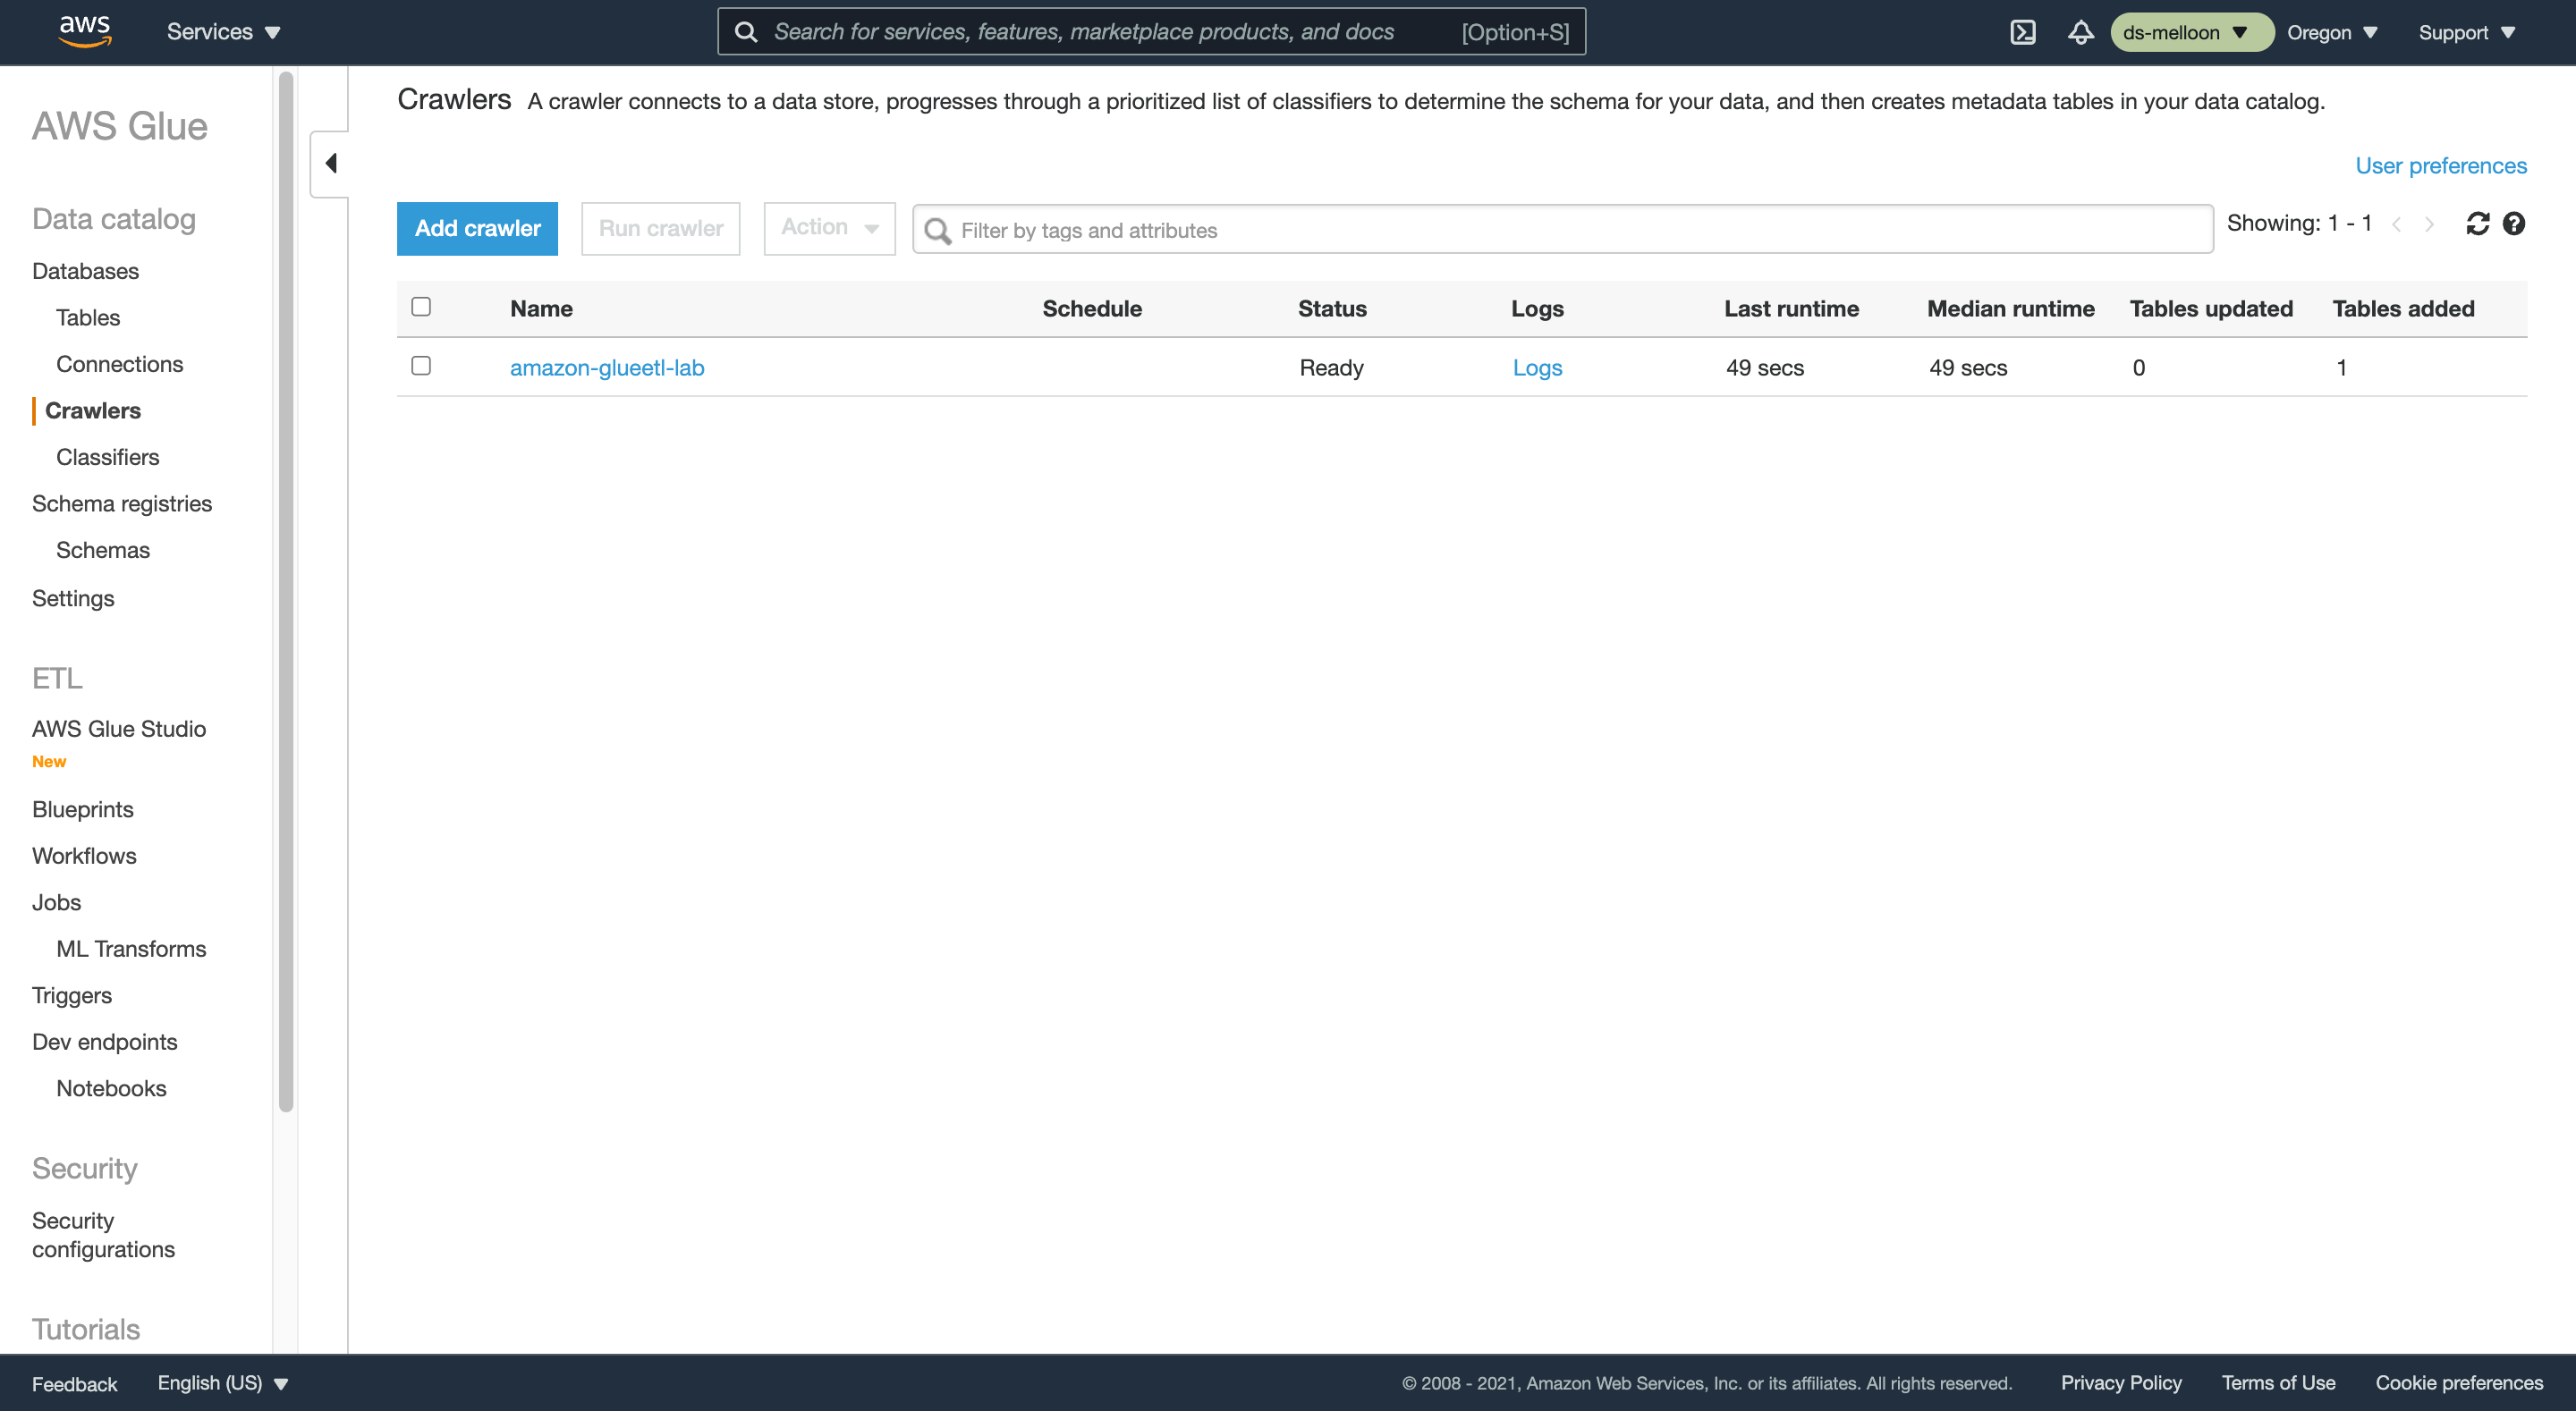 aws
Services
Search for services, features, marketplace products, and docs [Option+S]
ds-melloon
Oregon
Support
AWS Glue
Data catalog
Databases
Tables
Connections
Crawlers
Classifiers
Schema registries
Schemas
Settings
ETL
AWS Glue Studio
New
Blueprints
Workflows
Jobs
ML Transforms
Triggers
Dev endpoints
Notebooks
Security
Security
configurations
Tutorials
Crawlers A crawler connects to a data store, progresses through a prioritized list of classifiers to determine the schema for your data, and then creates metadata tables in your data catalog.
User preferences
Add crawler Run crawler Action Filter by tags and attributes Showing: 1 - 1
Name Schedule Status Logs Last runtime Median runtime Tables updated Tables added
amazon-glueetl-lab Ready Logs 49 secs 49 secs 0 1
Feedback English (US) © 2008 - 2021, Amazon Web Services, Inc. or its affiliates. All rights reserved. Privacy Policy Terms of Use Cookie preferences